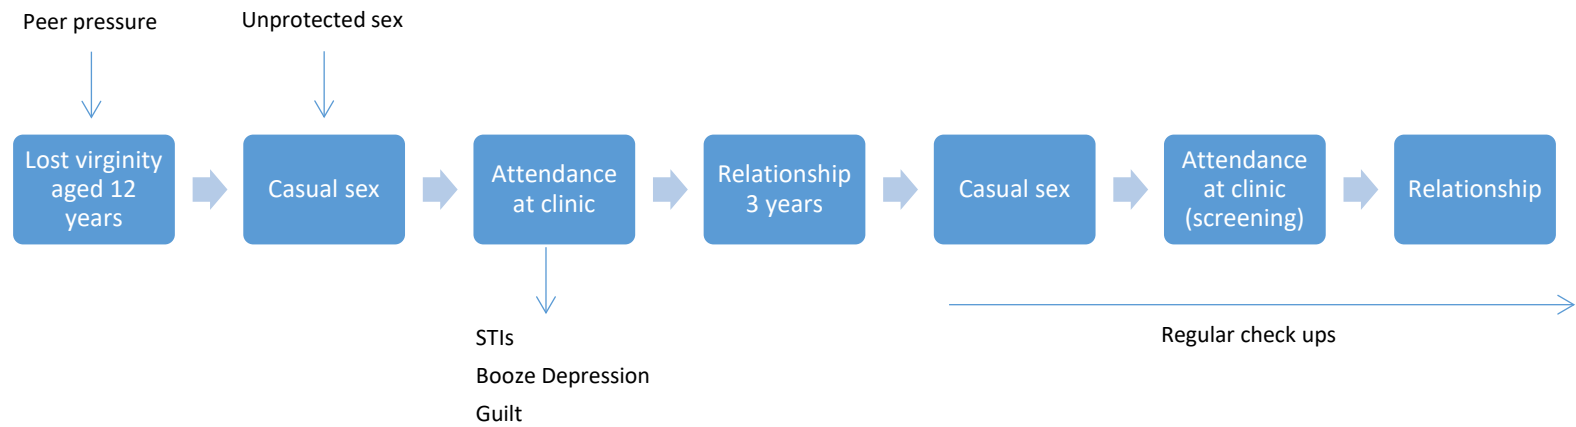 Peer pressure
Unprotected sex
Lost virginity
aged 12
years
Casual sex
Attendance
at clinic
Relationship
3 years
Casual sex
Attendance
at clinic
(screening)
Relationship
STIs
Booze Depression
Guilt
Regular check ups